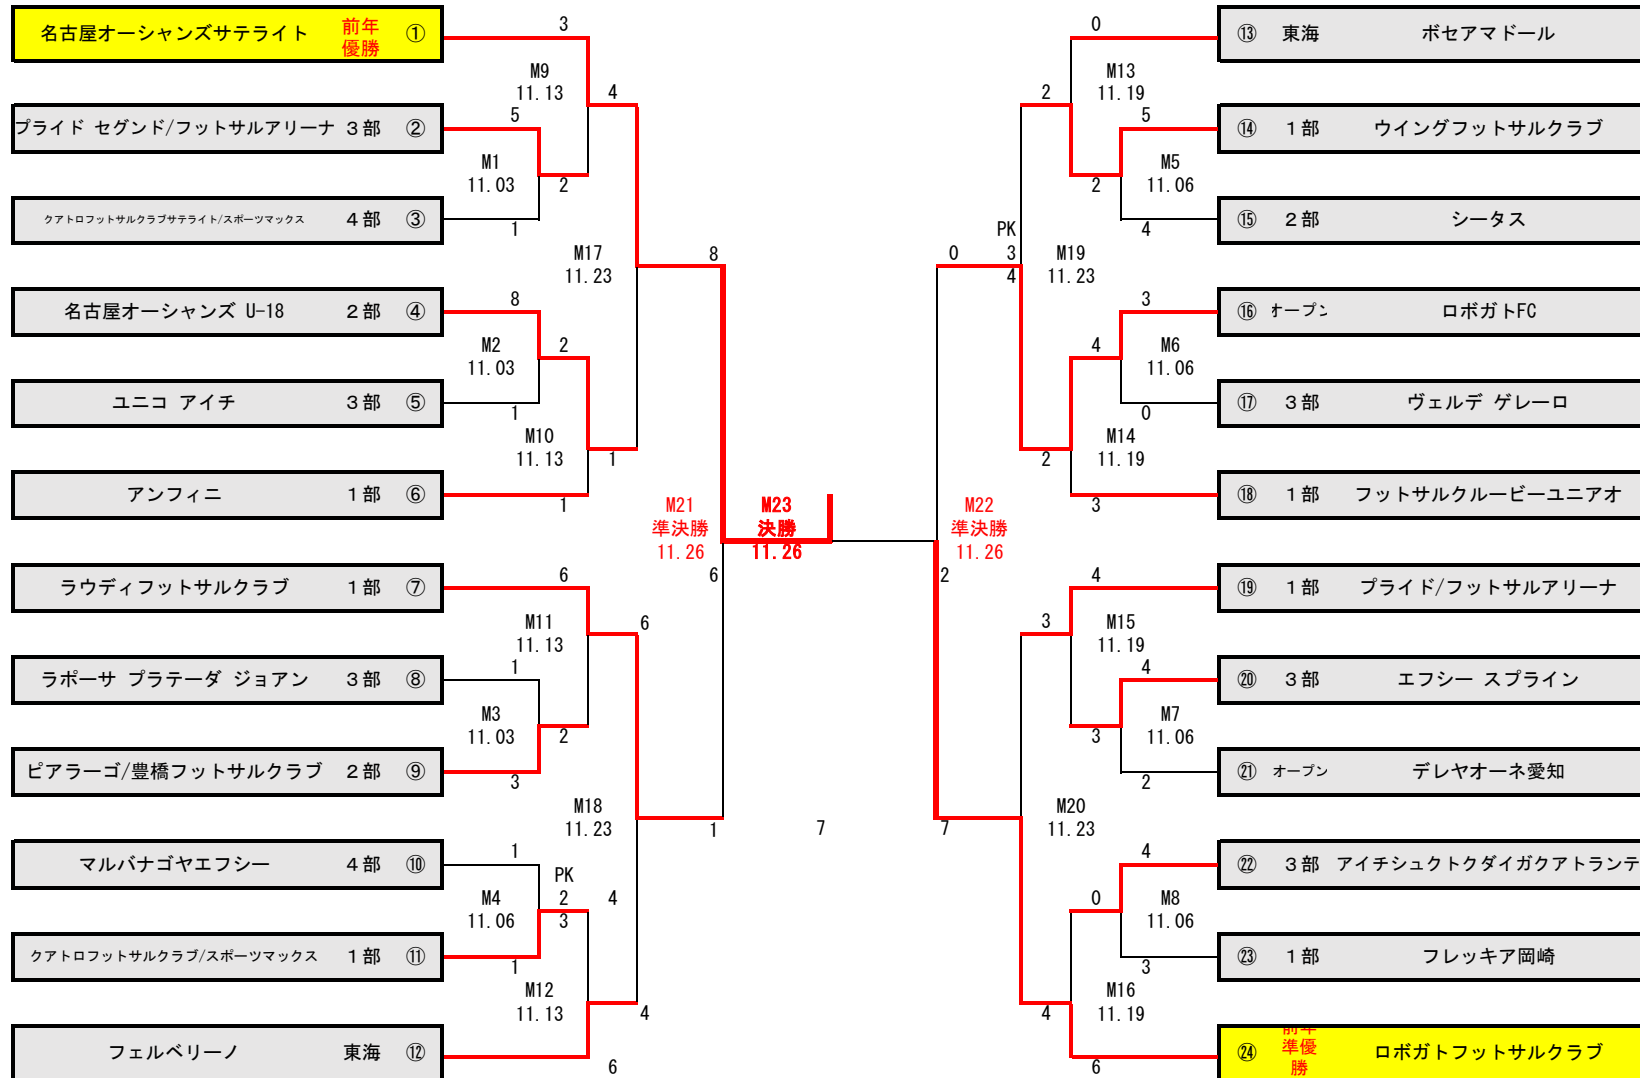 名古屋オーシャンズサテライト 前年優勝 ①
プライド セグンド/フットサルアリーナ 3部 ②
クアトロフットサルクラブサテライト/スポーツマックス 4部 ③
名古屋オーシャンズ U-18 2部 ④
ユニコ アイチ 3部 ⑤
アンフィニ 1部 ⑥
ラウディフットサルクラブ 1部 ⑦
ラポーサ プラテーダ ジョアン 3部 ⑧
ピアラーゴ/豊橋フットサルクラブ 2部 ⑨
マルバナゴヤエフシー 4部 ⑩
クアトロフットサルクラブ/スポーツマックス 1部 ⑪
フェルベリーノ 東海 ⑫
3
M9
11.13
4
5
M1
11.03
2
1
M17
11.23
8
8
M2
11.03
2
1
M10
11.13
1
1
M21
準決勝
11.26
M23
決勝
11.26
6
6
M11
11.13
6
1
M3
11.03
2
3
M18
11.23
1
7
1
PK
M4
11.06
2
3
4
1
M12
11.13
4
6
0
M13
11.19
2
5
M5
11.06
2
4
PK
3
4
M19
11.23
0
3
M6
11.06
4
0
M14
11.19
2
3
M22
準決勝
11.26
2
4
M15
11.19
3
4
M7
11.06
3
2
M20
11.23
7
4
M8
11.06
0
3
M16
11.19
4
6
⑬ 東海 ボセアマドール
⑭ 1部 ウイングフットサルクラブ
⑮ 2部 シータス
⑯ オープン ロボガトFC
⑰ 3部 ヴェルデ ゲレーロ
⑱ 1部 フットサルクルービーユニアオ
⑲ 1部 プライド/フットサルアリーナ
⑳ 3部 エフシー スプライン
㉑ オープン デレヤオーネ愛知
㉒ 3部 アイチシュクトクダイガクアトランテ
㉓ 1部 フレッキア岡崎
㉔ 前年準優勝 ロボガトフットサルクラブ